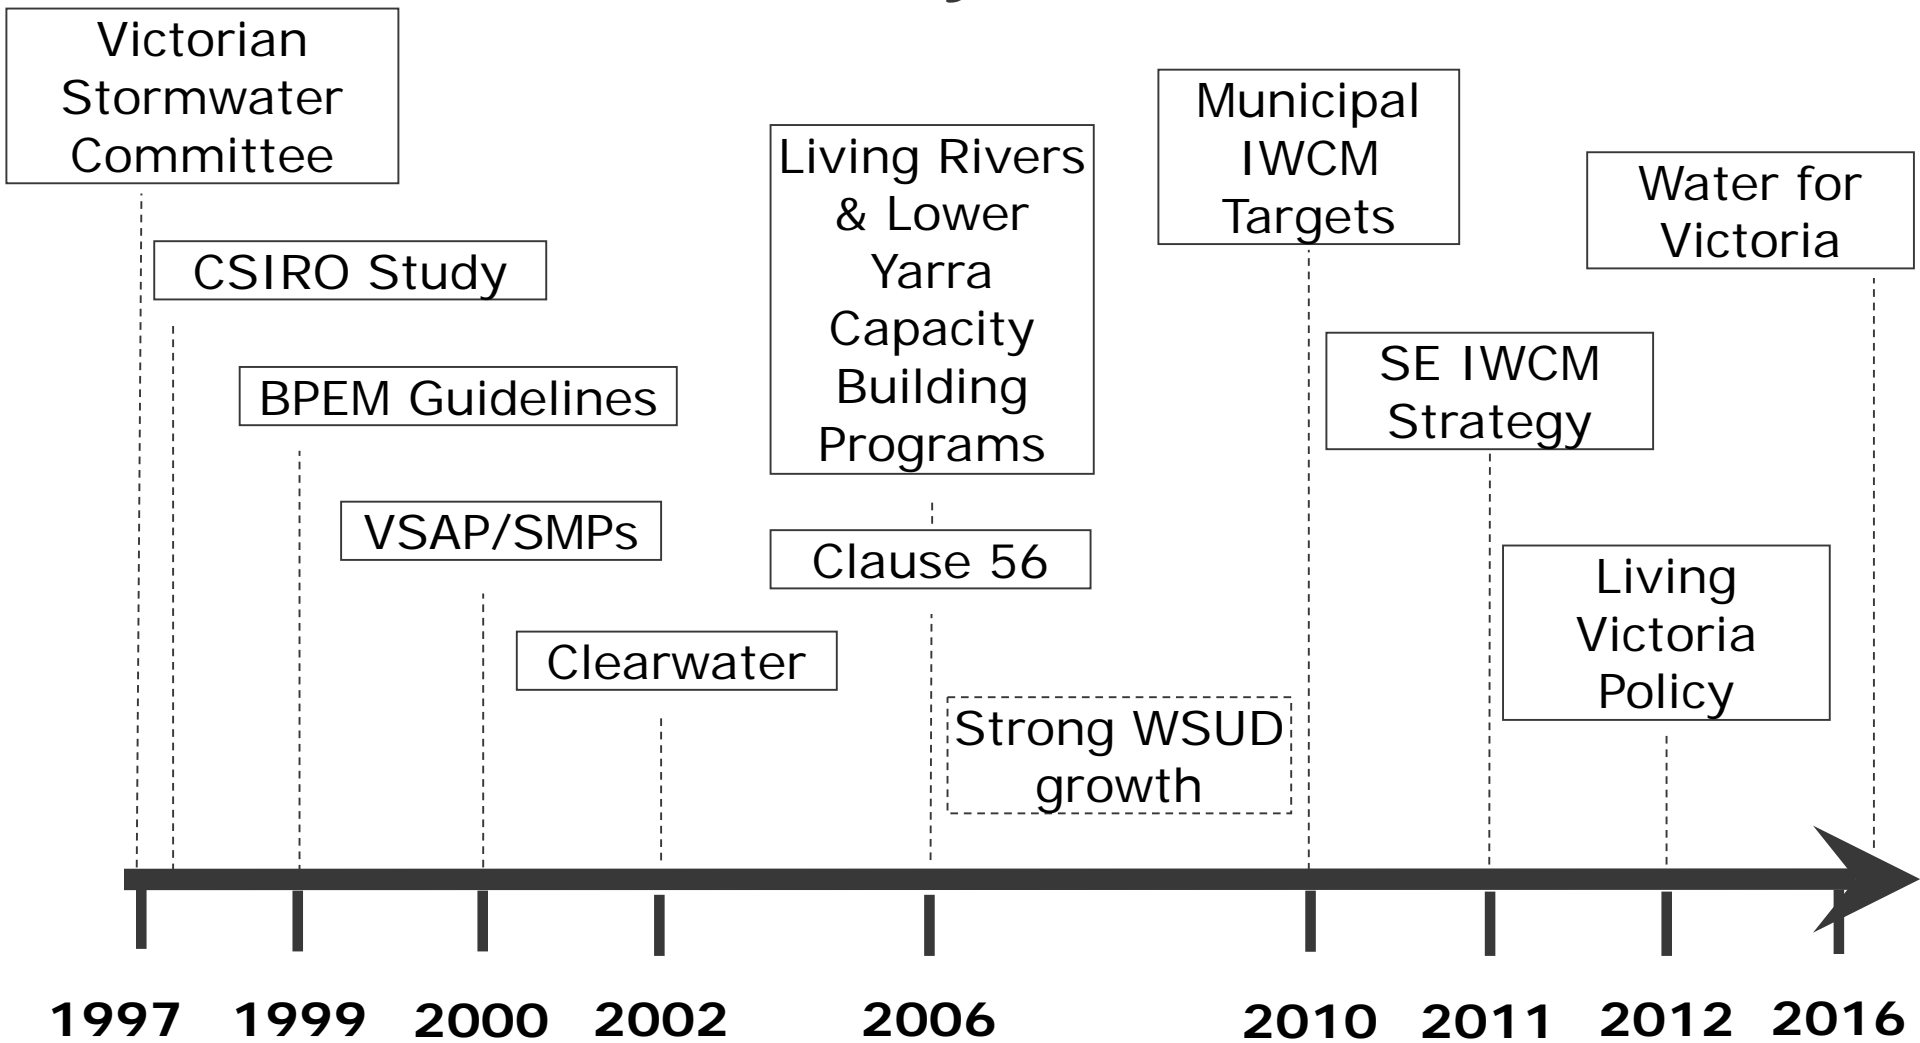 Victorian
Stormwater
Committee
CSIRO Study
BPEM Guidelines
VSAP/SMPs
Clearwater
Living Rivers
& Lower
Yarra
Capacity
Building
Programs
Clause 56
Strong WSUD
growth
Municipal
IWCM
Targets
SE IWCM
Strategy
Living
Victoria
Policy
Water for
Victoria
1997 1999 2000 2002 2006 2010 2011 2012 2016